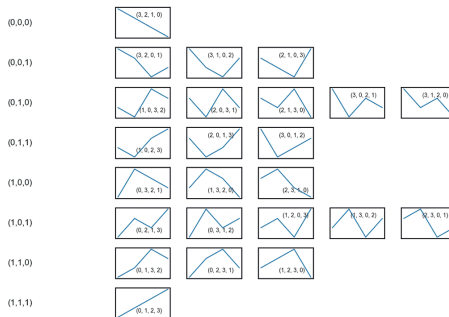 (0,0,0) (3, 2, 1, 0)
(0,0,1) (3, 2, 0, 1) (3, 1, 0, 2) (2, 1, 0, 3)
(0,1,0) (1, 0, 3, 2) (2, 0, 3, 1) (2, 1, 3, 0) (3, 0, 2, 1) (3, 1, 2, 0)
(0,1,1) (1, 0, 2, 3) (2, 0, 1, 3) (3, 0, 1, 2)
(1,0,0) (0, 3, 2, 1) (1, 3, 2, 0) (2, 3, 1, 0)
(1,0,1) (0, 2, 1, 3) (0, 3, 1, 2) (1, 2, 0, 3) (1, 3, 0, 2) (2, 3, 0, 1)
(1,1,0) (0, 1, 3, 2) (0, 2, 3, 1) (1, 2, 3, 0)
(1,1,1) (0, 1, 2, 3)